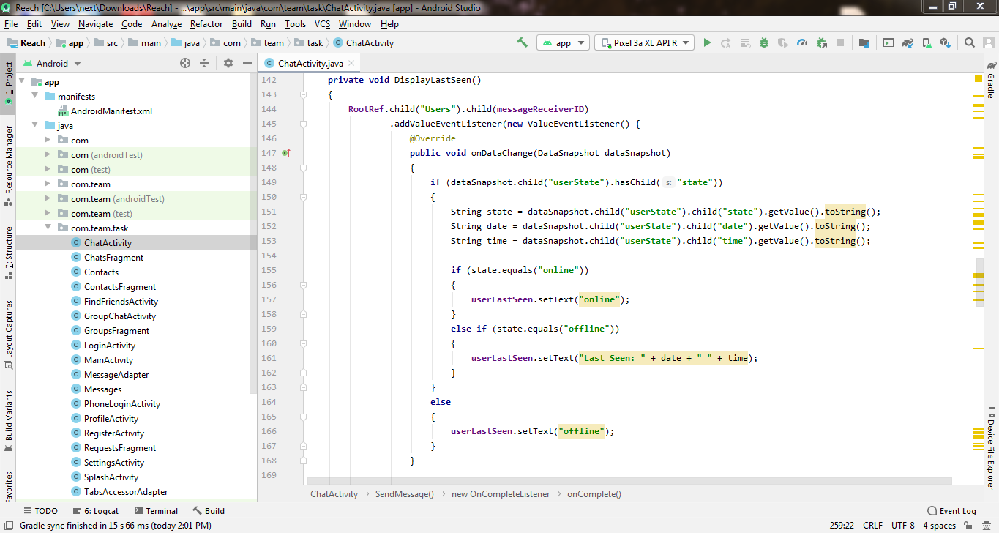 Reach [C:\Users\next\Downloads\Reach] - ...\app\src\main\java\com\team\task\ChatActivity.java [app] - Android Studio
File Edit View Navigate Code Analyze Refactor Build Run Tools VCS Window Help
Reach app src main java com team task ChatActivity app Pixel 3a XL API R
Android
ChatActivity.java
1: Project
Resource Manager
7: Structure
Layout Captures
Build Variants
Favorites
app
manifests
MF AndroidManifest.xml
java
com
com (androidTest)
com (test)
com.team
com.team (androidTest)
com.team (test)
com.team.task
C ChatActivity
C ChatsFragment
C Contacts
C ContactsFragment
C FindFriendsActivity
C GroupChatActivity
C GroupsFragment
C LoginActivity
C MainActivity
C MessageAdapter
C Messages
C PhoneLoginActivity
C ProfileActivity
C RegisterActivity
C RequestsFragment
C SettingsActivity
C SplashActivity
C TabsAccessorAdapter
142 private void DisplayLastSeen()
143 {
144 RootRef.child("Users").child(messageReceiverID)
145 .addValueEventListener(new ValueEventListener() {
146 @Override
147 public void onDataChange(DataSnapshot dataSnapshot)
148 {
149 if (dataSnapshot.child("userState").hasChild( s: "state"))
150 {
151 String state = dataSnapshot.child("userState").child("state").getValue().toString();
152 String date = dataSnapshot.child("userState").child("date").getValue().toString();
153 String time = dataSnapshot.child("userState").child("time").getValue().toString();
154
155 if (state.equals("online"))
156 {
157 userLastSeen.setText("online");
158 }
159 else if (state.equals("offline"))
160 {
161 userLastSeen.setText("Last Seen: " + date + " " + time);
162 }
163 }
164 else
165 {
166 userLastSeen.setText("offline");
167 }
168 }
169
Gradle
Device File Explorer
ChatActivity SendMessage() new OnCompleteListener onComplete()
TODO 6: Logcat Terminal Build Event Log
Gradle sync finished in 15 s 66 ms (today 2:01 PM) 259:22 CRLF UTF-8 4 spaces